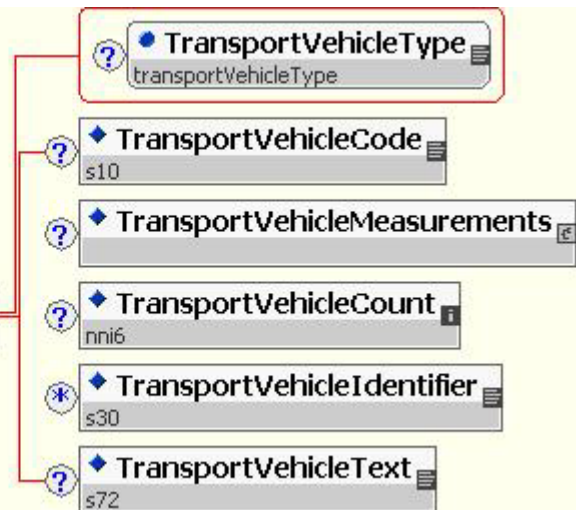 ? TransportVehicleType
transportVehicleType
? TransportVehicleCode
s10
? TransportVehicleMeasurements
? TransportVehicleCount
nni6
* TransportVehicleIdentifier
s30
? TransportVehicleText
s72